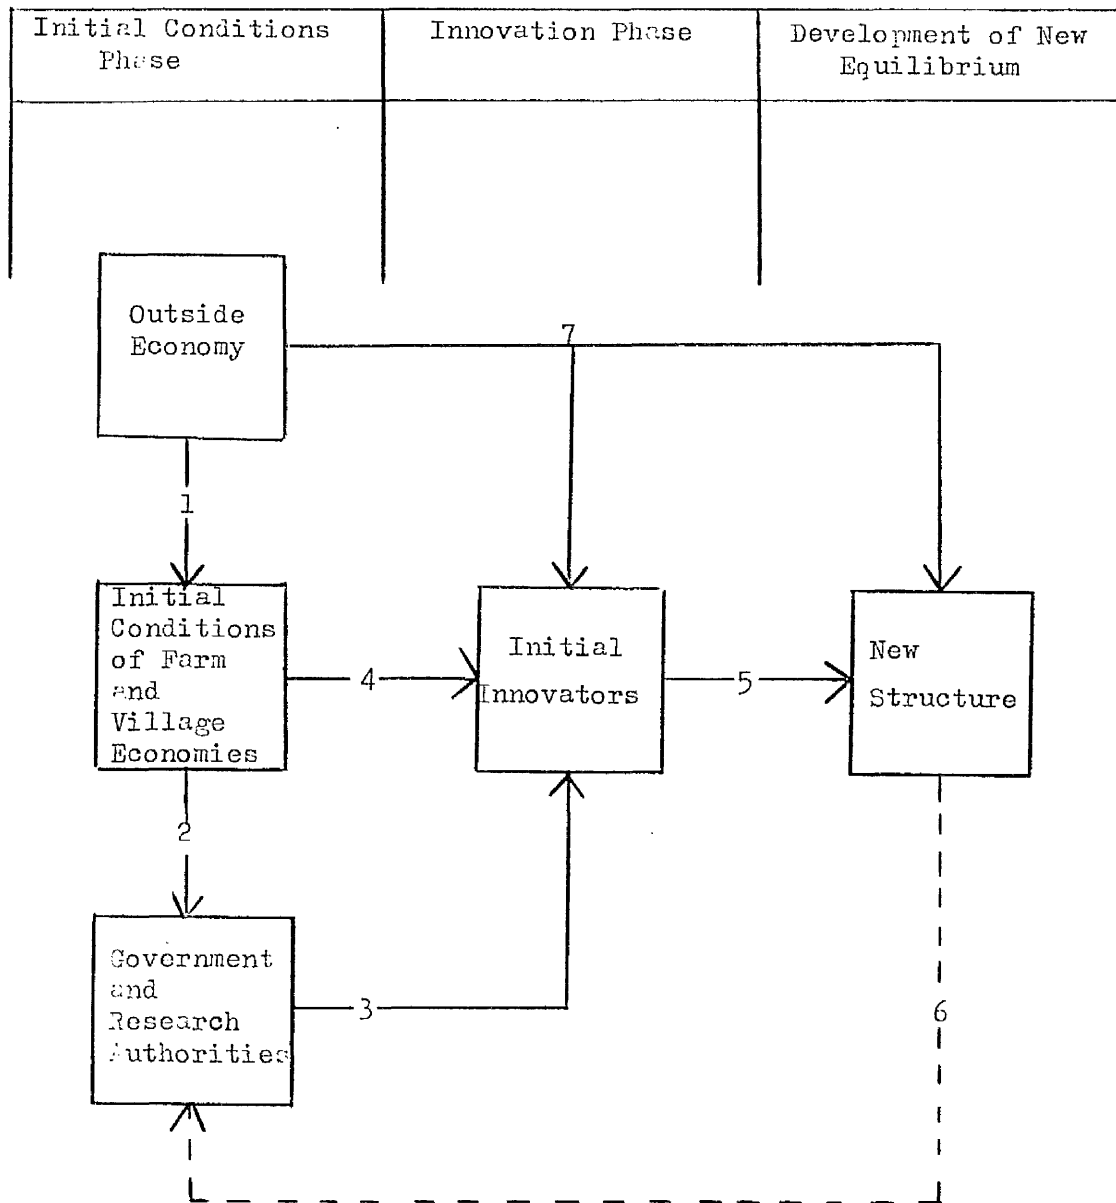 Initial Conditions
Phase
Innovation Phase
Development of New
Equilibrium
Outside
Economy
7
1
Initial
Conditions
of Farm
and
Village
Economies
4
Initial
Innovators
5
New
Structure
2
Government
and
Research
Authorities
3
6